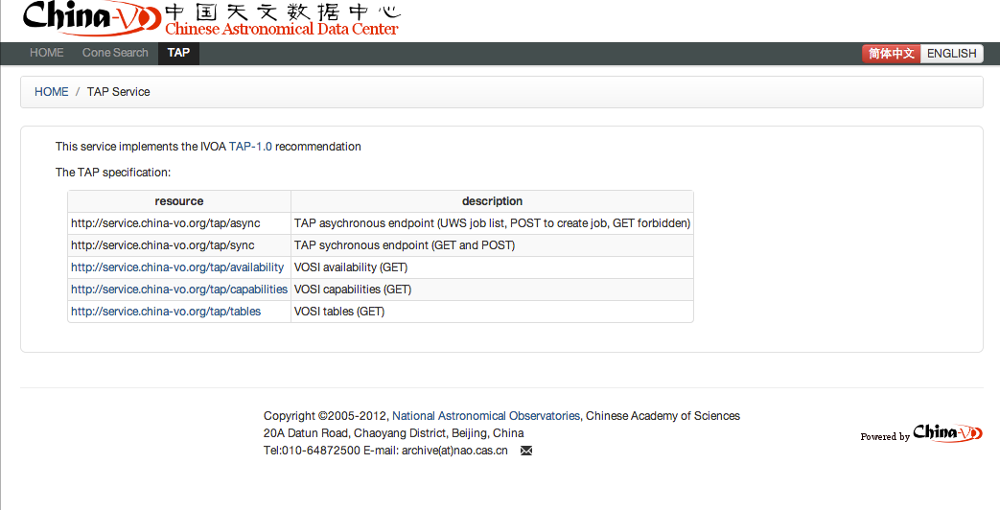 China-VO 中国天文数据中心
Chinese Astronomical Data Center
HOME Cone Search TAP 简体中文 ENGLISH
HOME / TAP Service
This service implements the IVOA TAP-1.0 recommendation
The TAP specification:
resource description
http://service.china-vo.org/tap/async TAP asychronous endpoint (UWS job list, POST to create job, GET forbidden)
http://service.china-vo.org/tap/sync TAP sychronous endpoint (GET and POST)
http://service.china-vo.org/tap/availability VOSI availability (GET)
http://service.china-vo.org/tap/capabilities VOSI capabilities (GET)
http://service.china-vo.org/tap/tables VOSI tables (GET)
Copyright ©2005-2012, National Astronomical Observatories, Chinese Academy of Sciences
20A Datun Road, Chaoyang District, Beijing, China
Tel:010-64872500 E-mail: archive(at)nao.cas.cn
Powered by China-VO